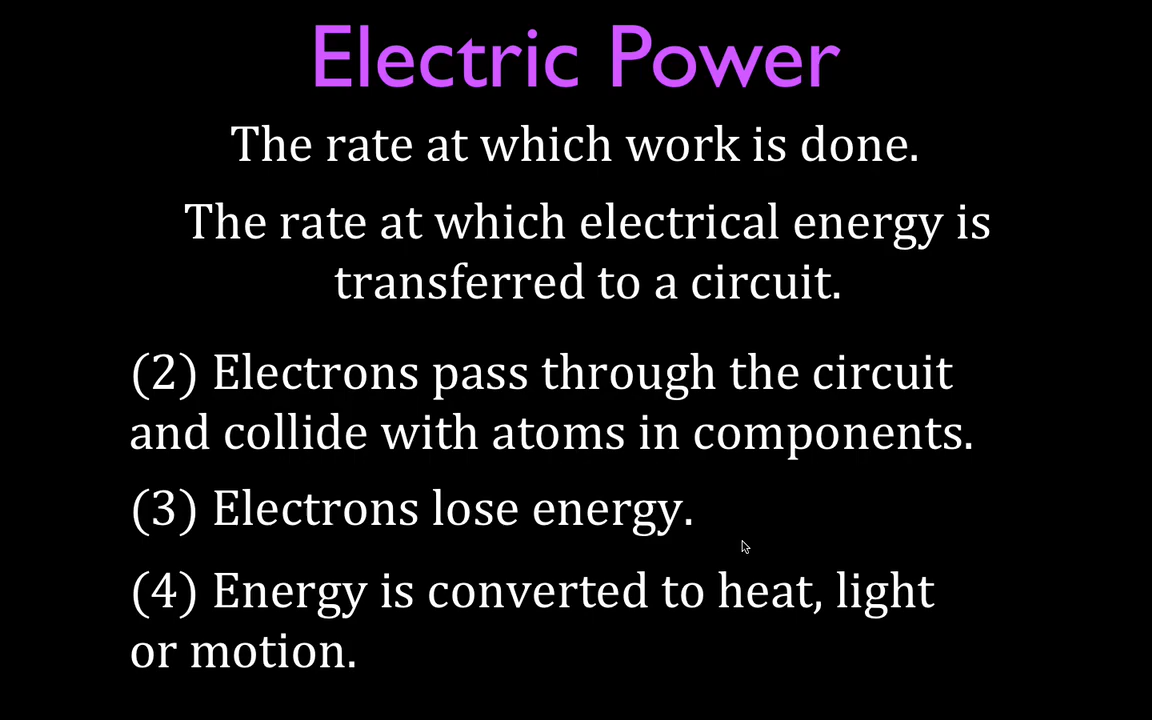 Electric Power
The rate at which work is done.
The rate at which electrical energy is
transferred to a circuit.
(2) Electrons pass through the circuit
and collide with atoms in components.
(3) Electrons lose energy.
(4) Energy is converted to heat, light
or motion.